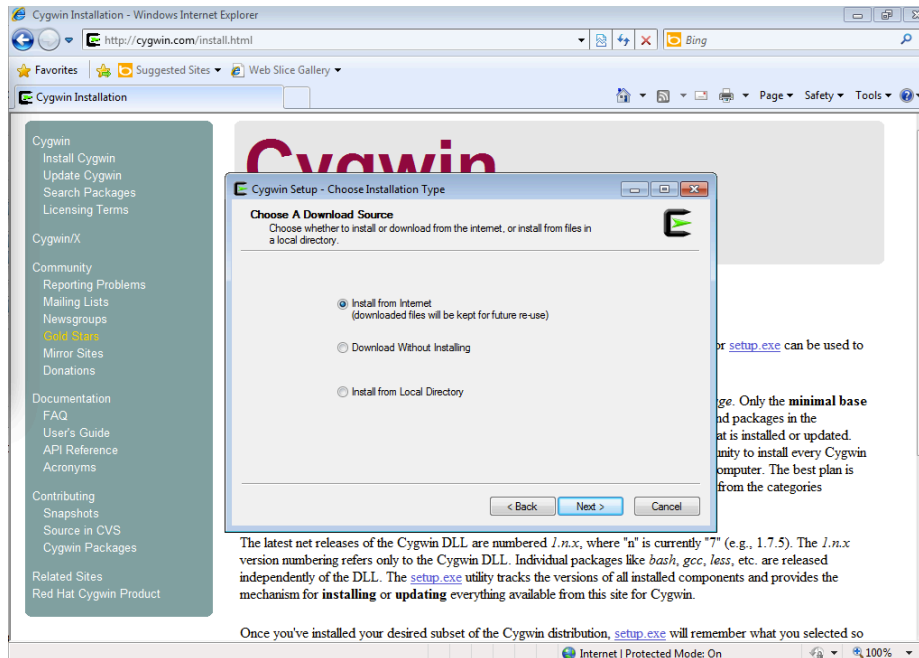 Cygwin Installation - Windows Internet Explorer
http://cygwin.com/install.html
Bing
Favorites
Suggested Sites
Web Slice Gallery
Cygwin Installation
Page
Safety
Tools
Cygwin
Install Cygwin
Update Cygwin
Search Packages
Licensing Terms
Cygwin/X
Community
Reporting Problems
Mailing Lists
Newsgroups
Gold Stars
Mirror Sites
Donations
Documentation
FAQ
User's Guide
API Reference
Acronyms
Contributing
Snapshots
Source in CVS
Cygwin Packages
Related Sites
Red Hat Cygwin Product
Cygwin
Cygwin Setup - Choose Installation Type
Choose A Download Source
Choose whether to install or download from the internet, or install from files in
a local directory.
Install from Internet
(downloaded files will be kept for future re-use)
Download Without Installing
Install from Local Directory
< Back
Next >
Cancel
setup.exe can be used to
Only the minimal base
packages in the
is installed or updated.
to install every Cygwin
The best plan is
from the categories
The latest net releases of the Cygwin DLL are numbered 1.n.x, where "n" is currently "7" (e.g., 1.7.5). The 1.n.x
version numbering refers only to the Cygwin DLL. Individual packages like bash, gcc, less, etc. are released
independently of the DLL. The setup.exe utility tracks the versions of all installed components and provides the
mechanism for installing or updating everything available from this site for Cygwin.
Once you've installed your desired subset of the Cygwin distribution, setup.exe will remember what you selected so
Internet | Protected Mode: On
100%